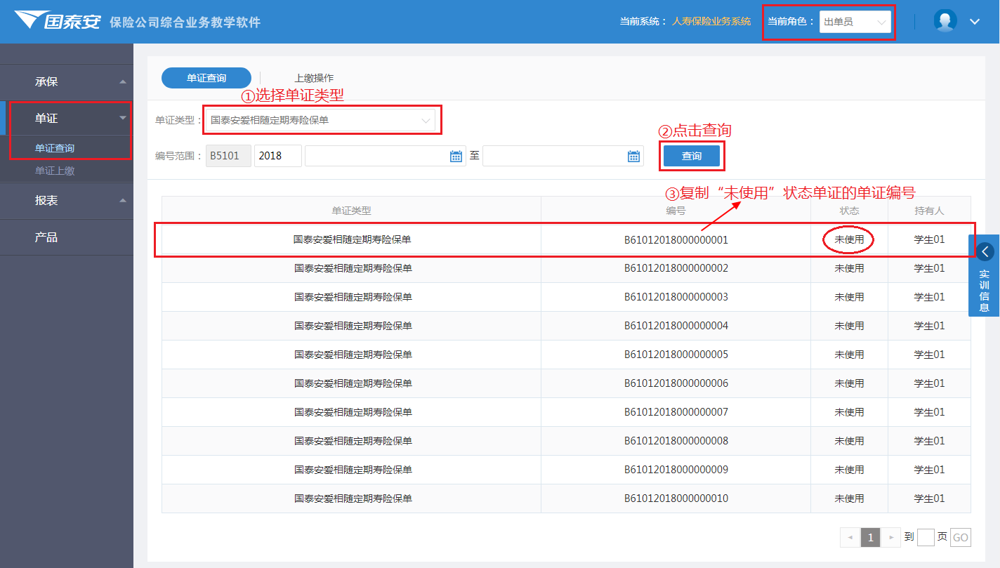 国泰安 保险公司综合业务教学软件
当前系统： 人寿保险业务系统
当前角色： 出单员
承保
单证
单证查询
单证上缴
报表
产品
单证查询 上缴操作
①选择单证类型
单证类型： 国泰安爱相随定期寿险保单
②点击查询
编号范围： B5101 2018 至 查询
③复制“未使用”状态单证的单证编号
单证类型 编号 状态 持有人
国泰安爱相随定期寿险保单 B61012018000000001 未使用 学生01
国泰安爱相随定期寿险保单 B61012018000000002 未使用 学生01
国泰安爱相随定期寿险保单 B61012018000000003 未使用 学生01
国泰安爱相随定期寿险保单 B61012018000000004 未使用 学生01
国泰安爱相随定期寿险保单 B61012018000000005 未使用 学生01
国泰安爱相随定期寿险保单 B61012018000000006 未使用 学生01
国泰安爱相随定期寿险保单 B61012018000000007 未使用 学生01
国泰安爱相随定期寿险保单 B61012018000000008 未使用 学生01
国泰安爱相随定期寿险保单 B61012018000000009 未使用 学生01
国泰安爱相随定期寿险保单 B61012018000000010 未使用 学生01
实训信息
1 到 页 GO